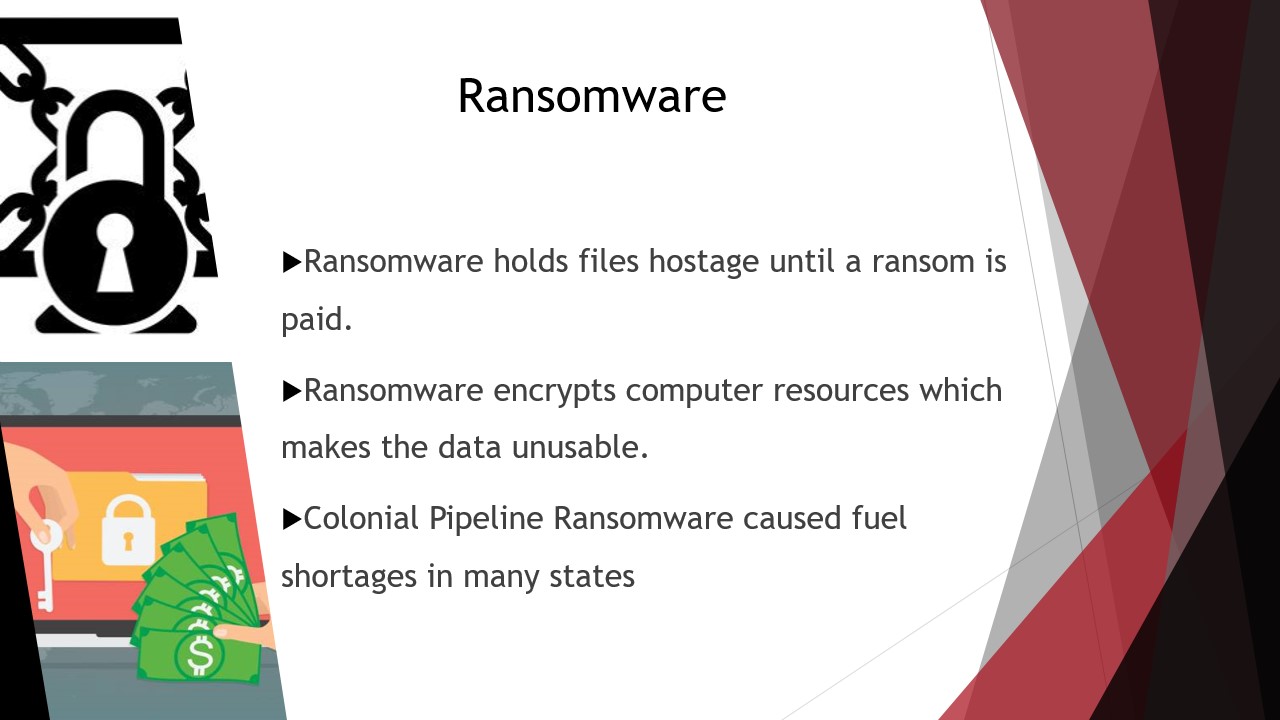 Ransomware
▶Ransomware holds files hostage until a ransom is
paid.
▶Ransomware encrypts computer resources which
makes the data unusable.
▶Colonial Pipeline Ransomware caused fuel
shortages in many states
$